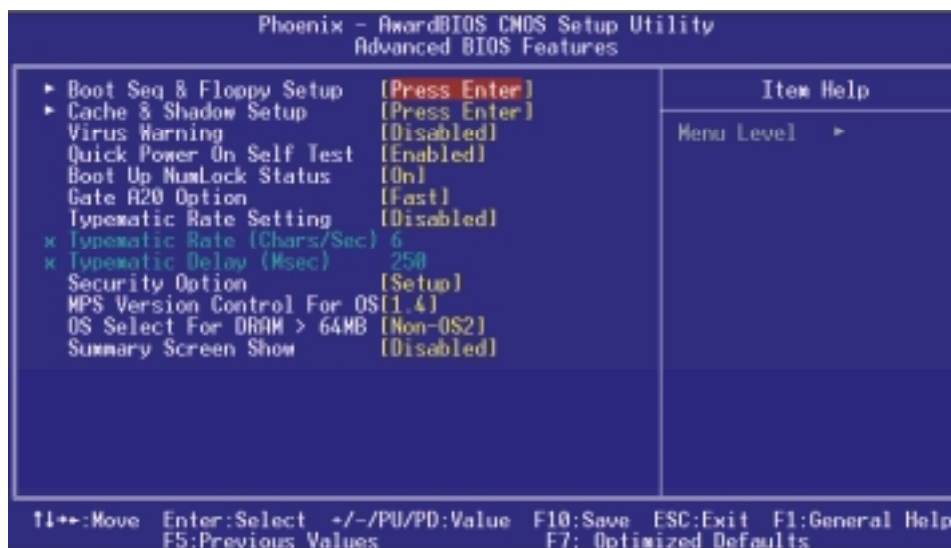 Phoenix - AwardBIOS CMOS Setup Utility
Advanced BIOS Features
► Boot Seq & Floppy Setup [Press Enter]
► Cache & Shadow Setup [Press Enter]
Virus Warning [Disabled]
Quick Power On Self Test [Enabled]
Boot Up NumLock Status [On]
Gate A20 Option [Fast]
Typematic Rate Setting [Disabled]
x Typematic Rate (Chars/Sec) 6
x Typematic Delay (Msec) 250
Security Option [Setup]
MPS Version Control For OS[1.4]
OS Select For DRAM > 64MB [Non-OS2]
Summary Screen Show [Disabled]
Item Help
Menu Level ►
↑↓→←:Move Enter:Select +/-/PU/PD:Value F10:Save ESC:Exit F1:General Help
F5:Previous Values F7: Optimized Defaults